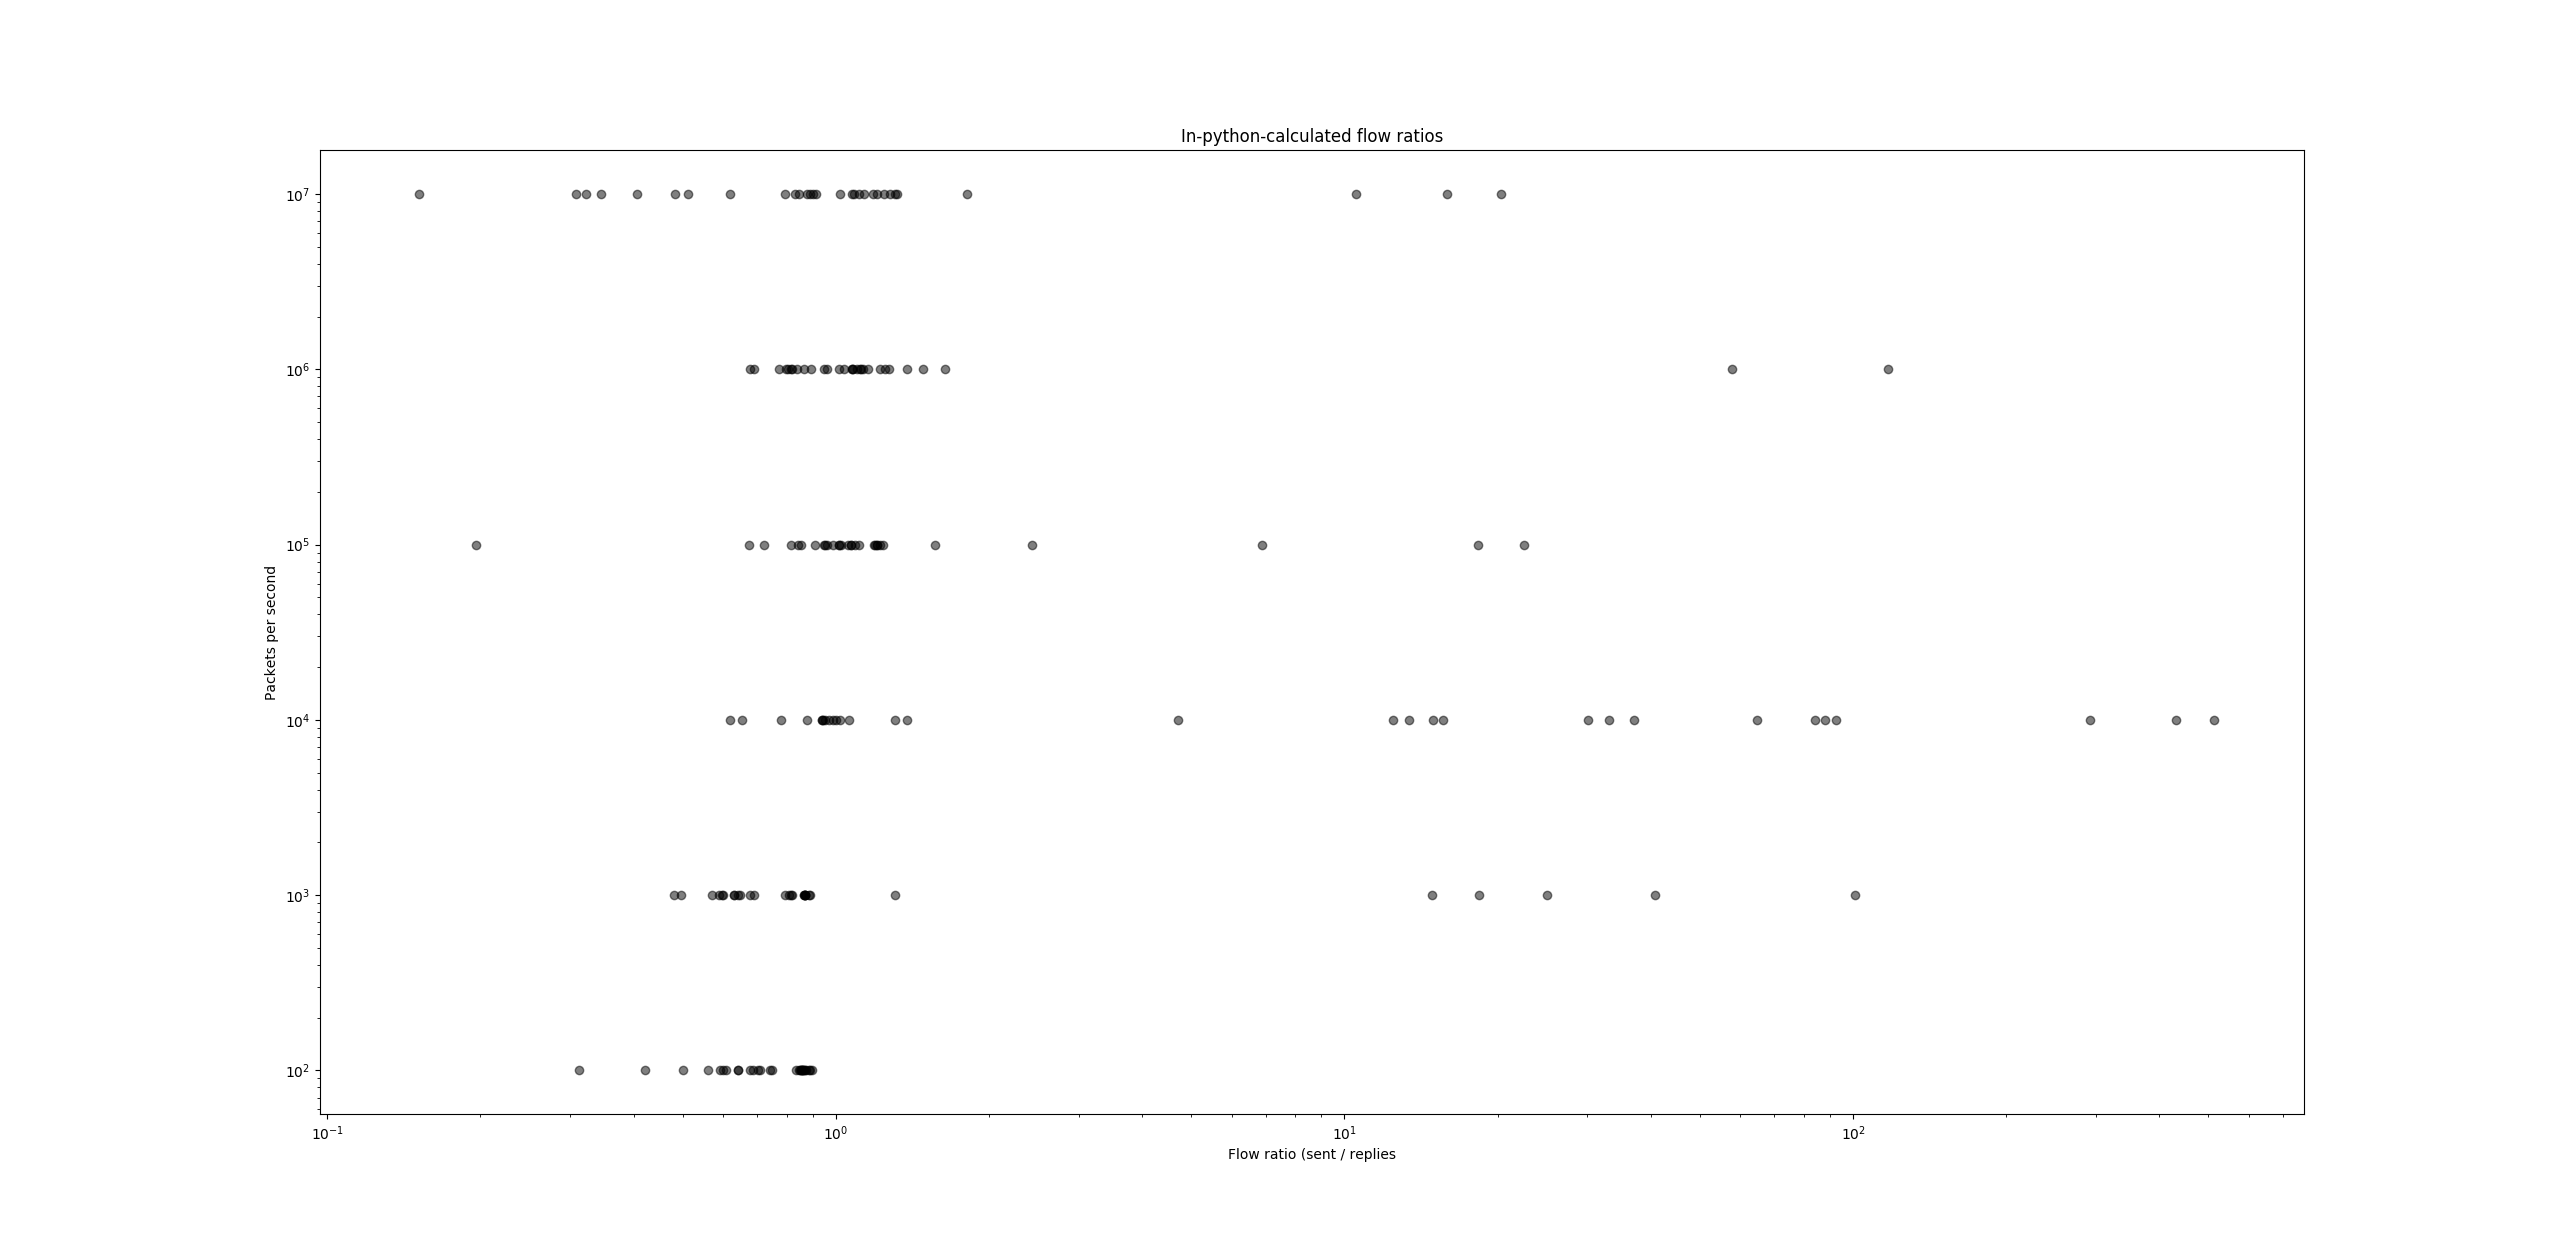 In-python-calculated flow ratios
Packets per second
10⁷
10⁶
10⁵
10⁴
10³
10²
10⁻¹ 10⁰ 10¹ 10²
Flow ratio (sent / replies